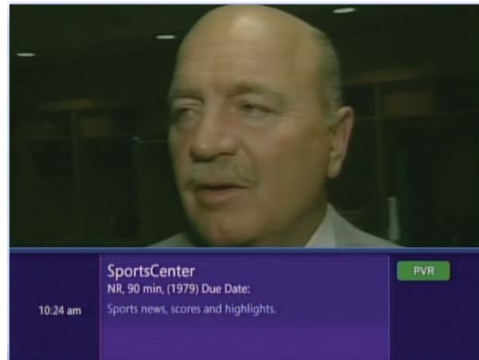 SportsCenter
PVR
NR, 90 min, (1979) Due Date:
10:24 am
Sports news, scores and highlights.